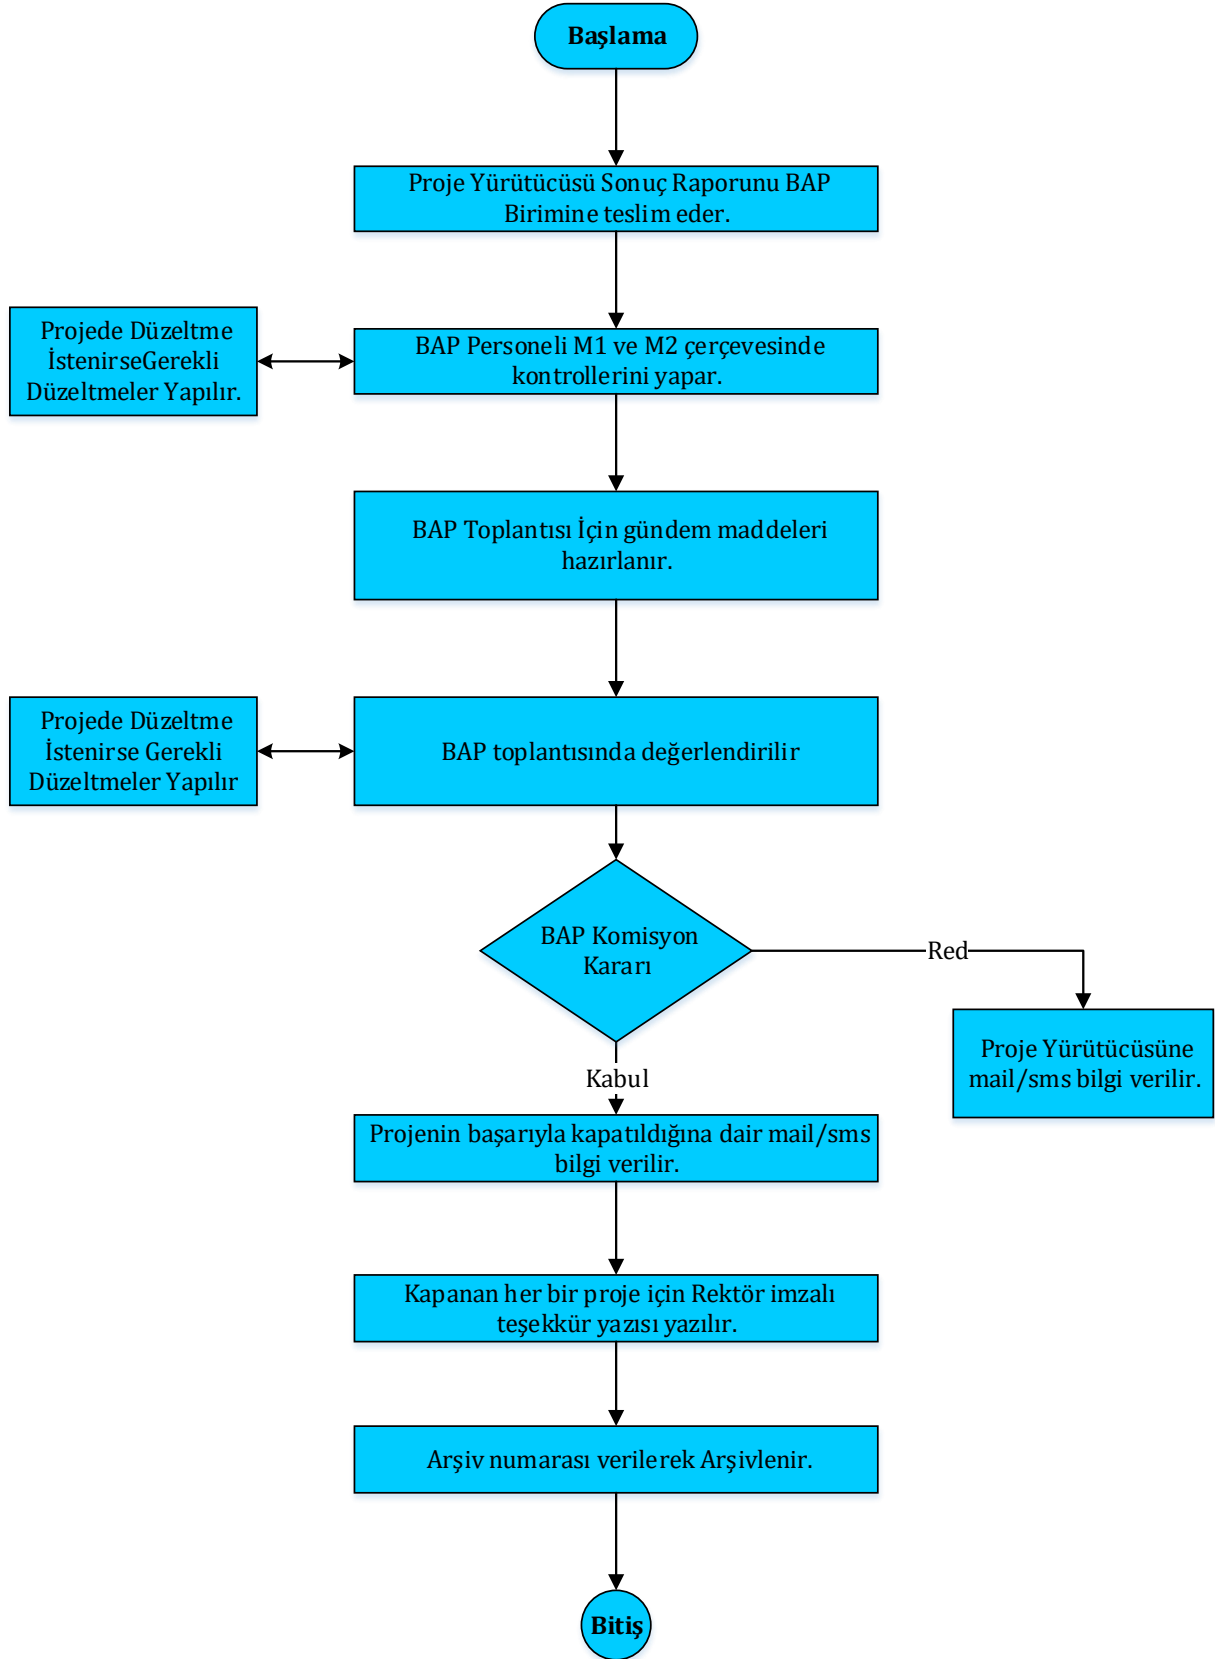 Başlama
Proje Yürütücüsü Sonuç Raporunu BAP
Birimine teslim eder.
Projede Düzeltme
İstenirseGerekli
Düzeltmeler Yapılır.
BAP Personeli M1 ve M2 çerçevesinde
kontrollerini yapar.
BAP Toplantısı İçin gündem maddeleri
hazırlanır.
Projede Düzeltme
İstenirse Gerekli
Düzeltmeler Yapılır
BAP toplantısında değerlendirilir
BAP Komisyon
Kararı
Red
Proje Yürütücüsüne
mail/sms bilgi verilir.
Kabul
Projenin başarıyla kapatıldığına dair mail/sms
bilgi verilir.
Kapanan her bir proje için Rektör imzalı
teşekkür yazısı yazılır.
Arşiv numarası verilerek Arşivlenir.
Bitiş